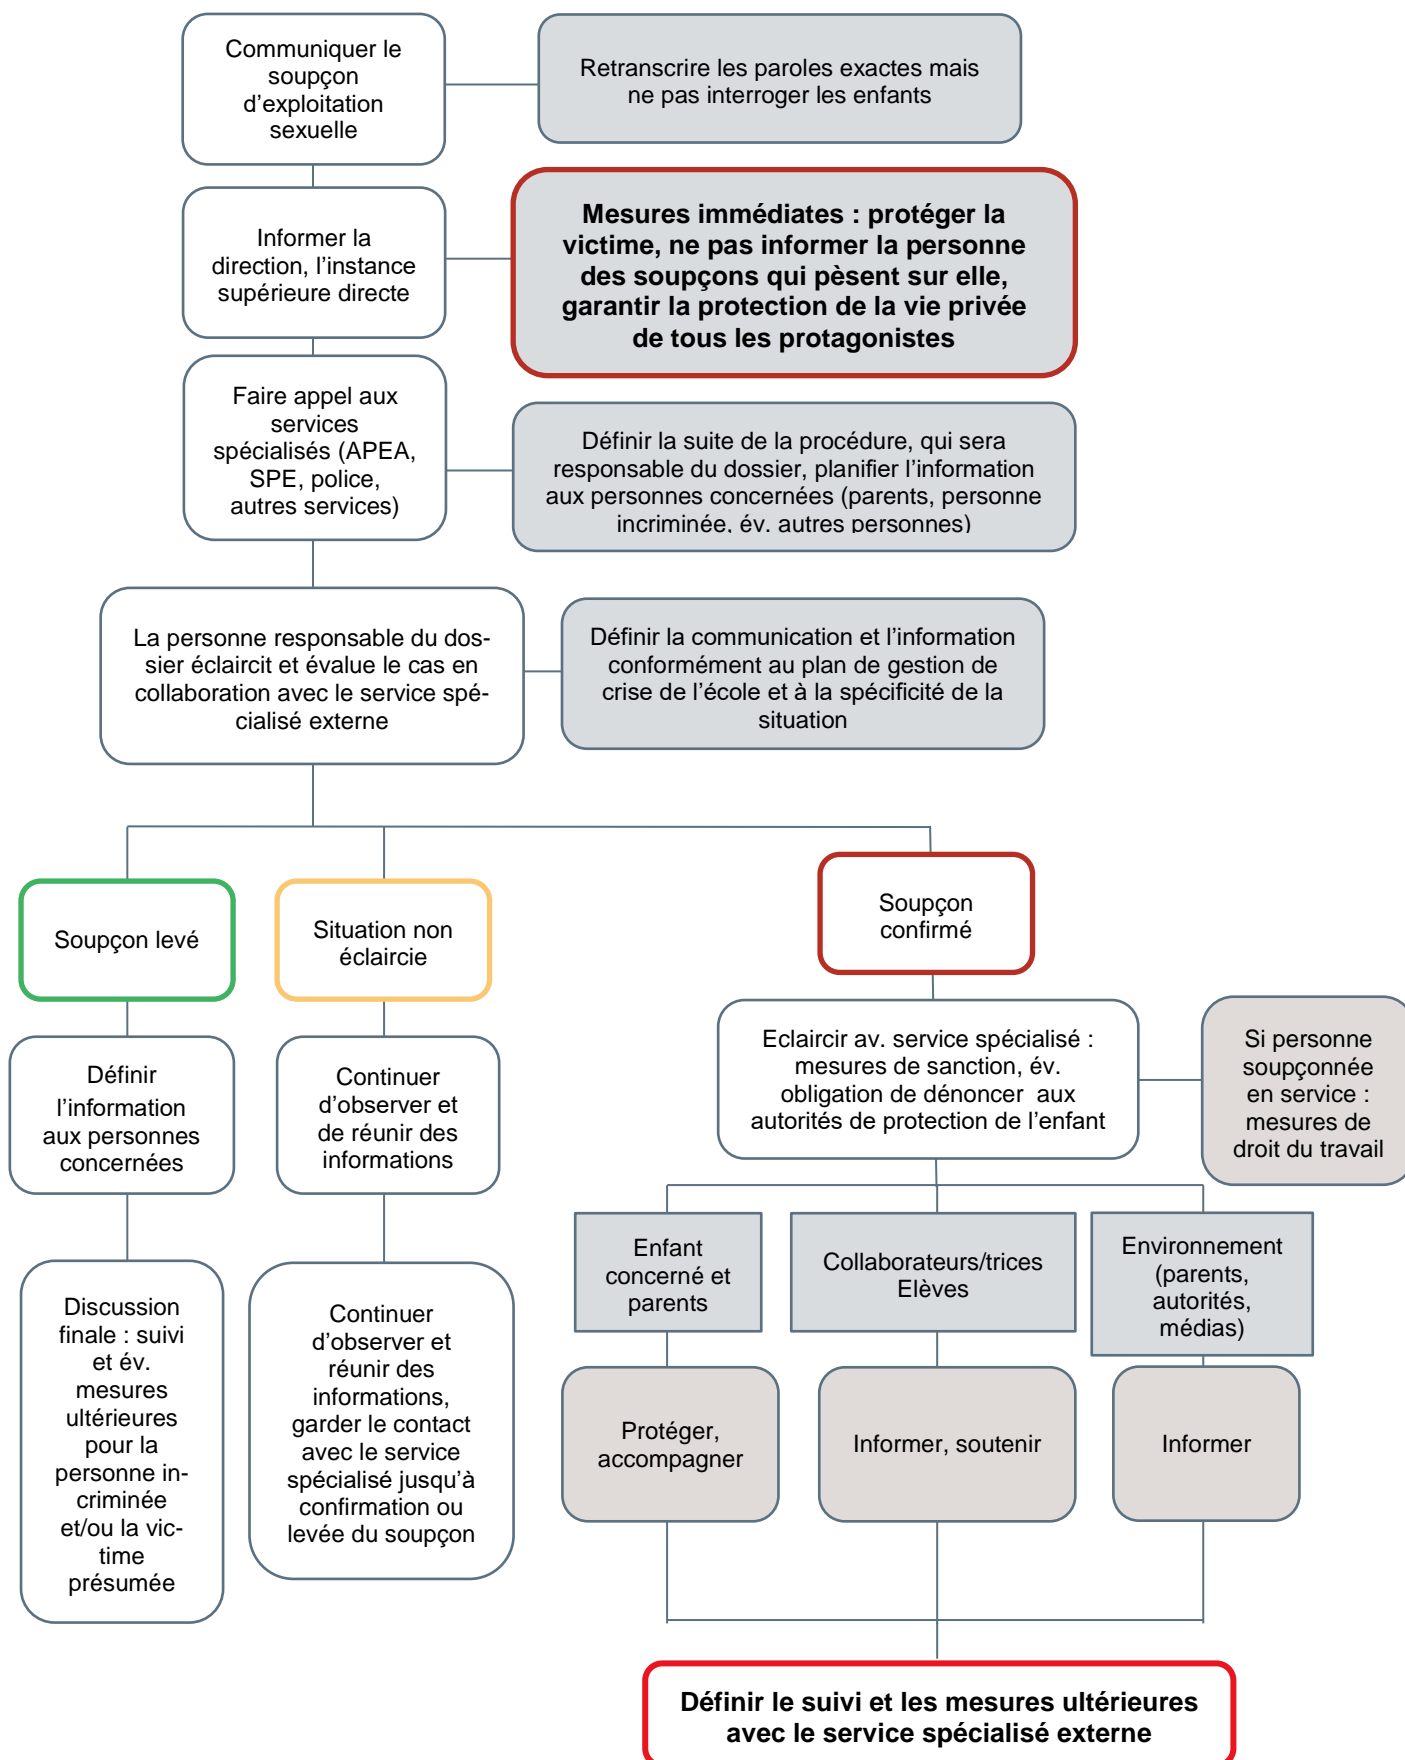 Communiquer le
soupçon
d’exploitation
sexuelle
Retranscrire les paroles exactes mais
ne pas interroger les enfants
Informer la
direction, l’instance
supérieure directe
Mesures immédiates : protéger la
victime, ne pas informer la personne
des soupçons qui pèsent sur elle,
garantir la protection de la vie privée
de tous les protagonistes
Faire appel aux
services
spécialisés (APEA,
SPE, police,
autres services)
Définir la suite de la procédure, qui sera
responsable du dossier, planifier l’information
aux personnes concernées (parents, personne
incriminée, év. autres personnes)
La personne responsable du dos-
sier éclaircit et évalue le cas en
collaboration avec le service spé-
cialisé externe
Définir la communication et l’information
conformément au plan de gestion de
crise de l’école et à la spécificité de la
situation
Soupçon levé
Situation non
éclaircie
Soupçon
confirmé
Définir
l’information
aux personnes
concernées
Continuer
d’observer et
de réunir des
informations
Eclaircir av. service spécialisé :
mesures de sanction, év.
obligation de dénoncer  aux
autorités de protection de l’enfant
Si personne
soupçonnée
en service :
mesures de
droit du travail
Discussion
finale : suivi
et év.
mesures
ultérieures
pour la
personne in-
criminée
et/ou la vic-
time
présumée
Continuer
d’observer et
réunir des
informations,
garder le contact
avec le service
spécialisé jusqu’à
confirmation ou
levée du soupçon
Enfant
concerné et
parents
Collaborateurs/trices
Elèves
Environnement
(parents,
autorités,
médias)
Protéger,
accompagner
Informer, soutenir
Informer
Définir le suivi et les mesures ultérieures
avec le service spécialisé externe